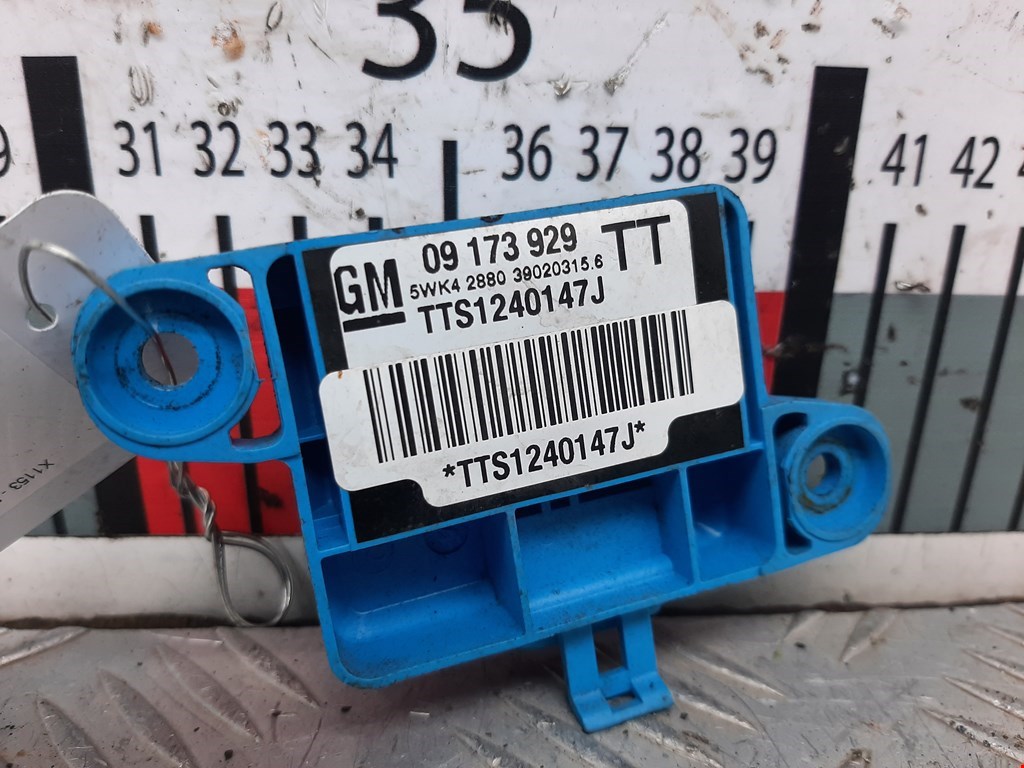 35
31 32 33 34 36 37 38 39 41 42
GM
09 173 929 TT
5WK4 2880 39020315.6
TTS1240147J
*TTS1240147J*
X1153